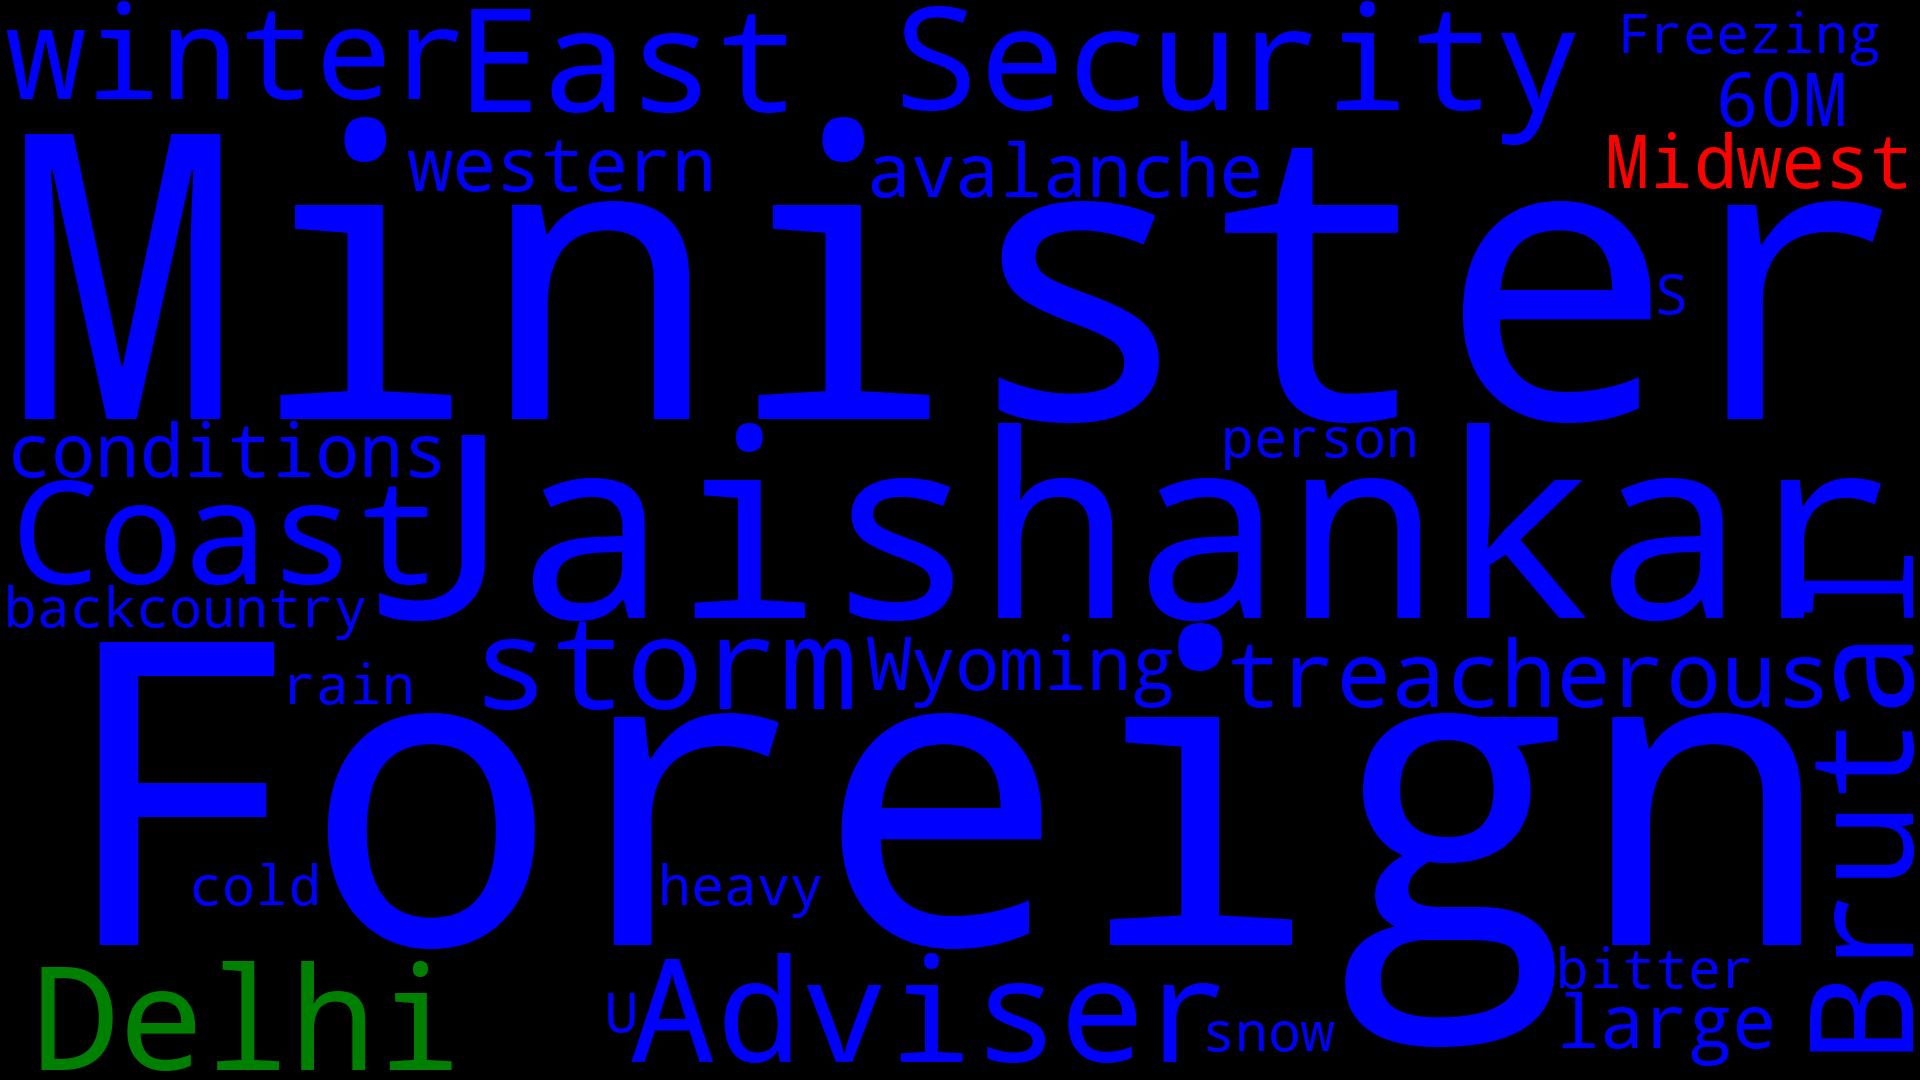 winter East Security Freezing
60M
western avalanche Midwest
Minister s
conditions person
Coast Jaishankar
backcountry
rain storm Wyoming treacherous
Foreign Brutal
cold heavy
bitter
Delhi U Adviser snow large